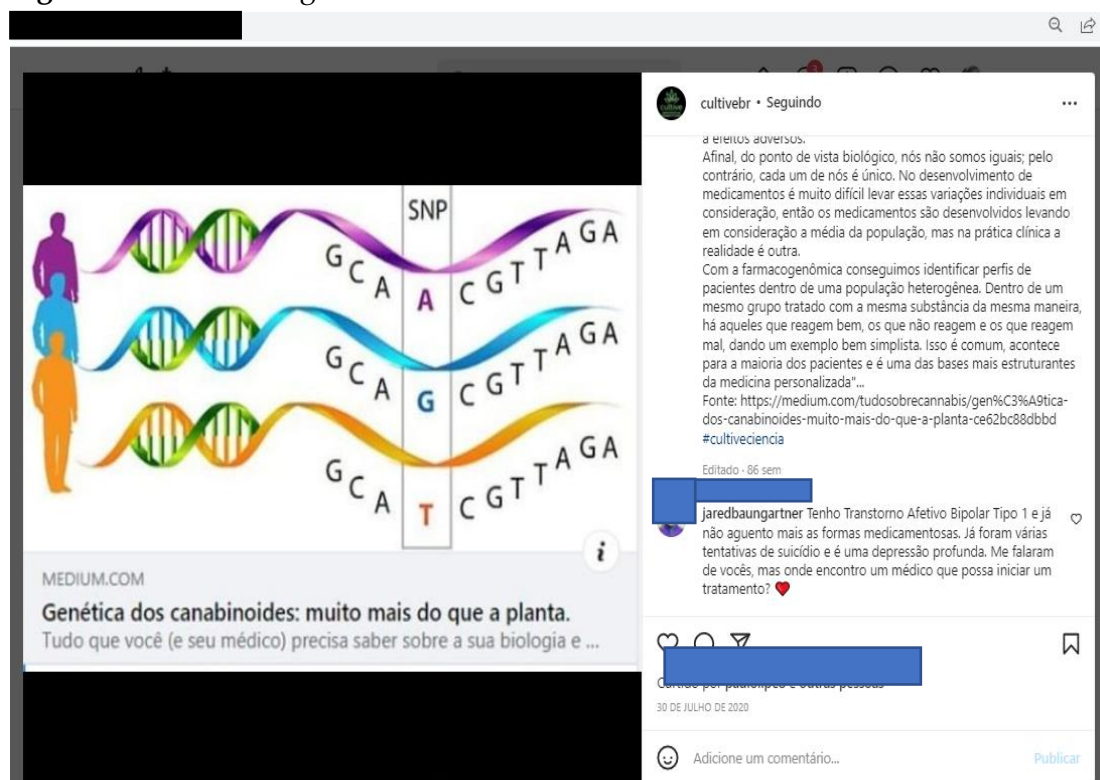 SNP
G C A A C G T T A G A
G C A G C G T T A G A
G C A T C G T T A G A
i
MEDIUM.COM
Genética dos canabinoides: muito mais do que a planta.
Tudo que você (e seu médico) precisa saber sobre a sua biologia e ...
cultive
cultivebr • Seguindo
a efeitos adversos.
Afinal, do ponto de vista biológico, nós não somos iguais; pelo
contrário, cada um de nós é único. No desenvolvimento de
medicamentos é muito difícil levar essas variações individuais em
consideração, então os medicamentos são desenvolvidos levando
em consideração a média da população, mas na prática clínica a
realidade é outra.
Com a farmacogenômica conseguimos identificar perfis de
pacientes dentro de uma população heterogênea. Dentro de um
mesmo grupo tratado com a mesma substância da mesma maneira,
há aqueles que reagem bem, os que não reagem e os que reagem
mal, dando um exemplo bem simplista. Isso é comum, acontece
para a maioria dos pacientes e é uma das bases mais estruturantes
da medicina personalizada"...
Fonte: https://medium.com/tudosobrecannabis/gen%C3%A9tica-
dos-canabinoides-muito-mais-do-que-a-planta-ce62bc88dbbd
#cultiveciencia
Editado · 86 sem
jaredbaungartner Tenho Transtorno Afetivo Bipolar Tipo 1 e já
não aguento mais as formas medicamentosas. Já foram várias
tentativas de suicídio e é uma depressão profunda. Me falaram
de vocês, mas onde encontro um médico que possa iniciar um
tratamento? ❤️
30 DE JULHO DE 2020
Adicione um comentário...
Publicar